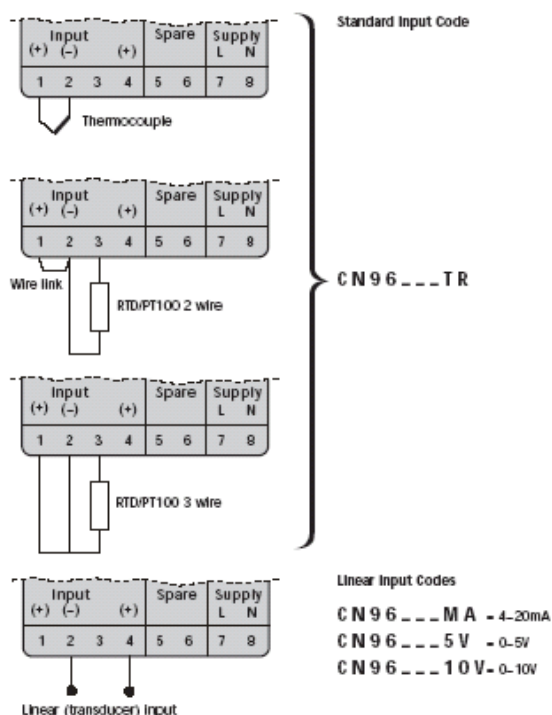 Standard Input Code
Input Spare Supply
(+) (–) (+) L N
1 2 3 4 5 6 7 8
Thermocouple
Input Spare Supply
(+) (–) (+) L N
1 2 3 4 5 6 7 8
Wire link
RTD/PT100 2 wire
CN96___TR
Input Spare Supply
(+) (–) (+) L N
1 2 3 4 5 6 7 8
RTD/PT100 3 wire
Linear Input Codes
Input Spare Supply
(+) (–) (+) L N
1 2 3 4 5 6 7 8
Linear (transducer) input
CN96___MA - 4–20mA
CN96___5V - 0–5V
CN96___10V - 0–10V